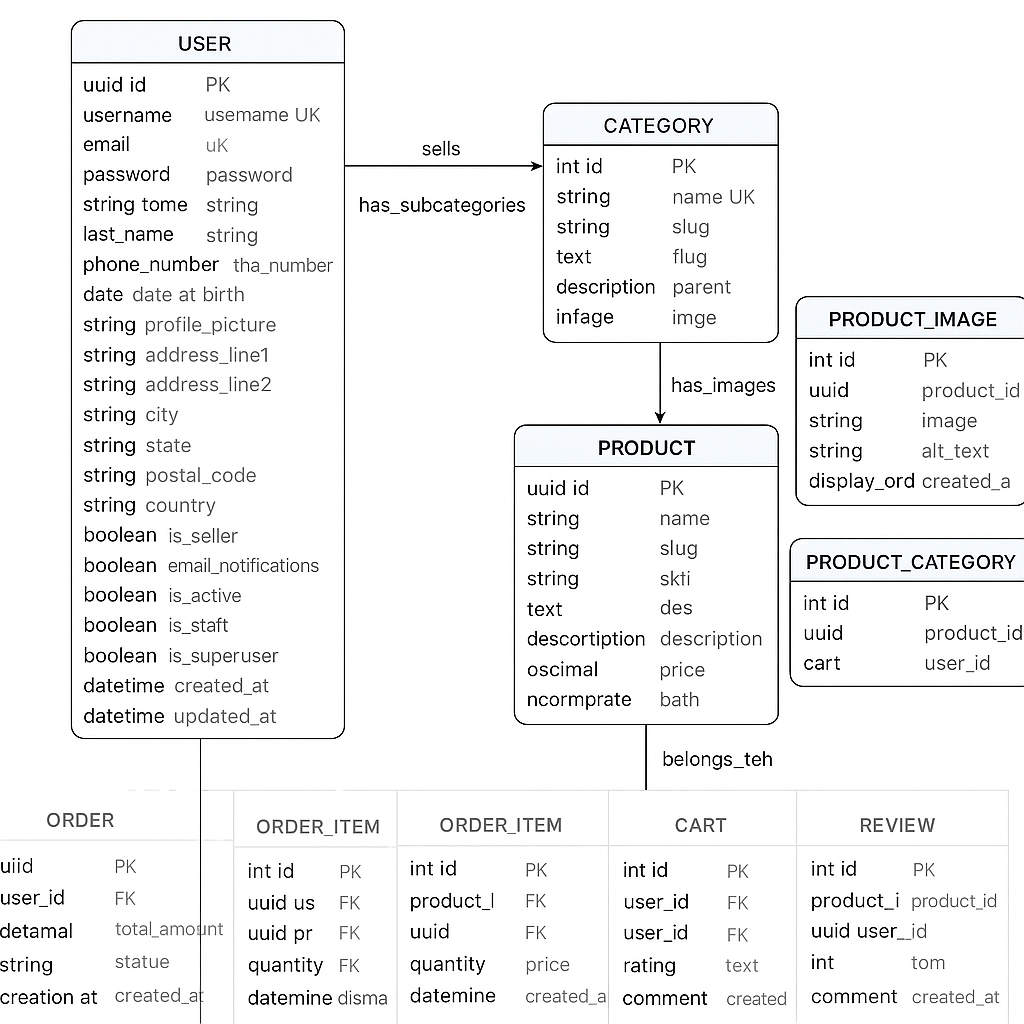 USER
uuid id PK
username usemame UK
email uK
password password
string tome string
last_name string
phone_number tha_number
date date at birth
string profile_picture
string address_line1
string address_line2
string city
string state
string postal_code
string country
boolean is_seller
boolean email_notifications
boolean is_active
boolean is_staft
boolean is_superuser
datetime created_at
datetime updated_at
sells
has_subcategories
CATEGORY
int id PK
string name UK
string slug
text flug
description parent
infage imge
has_images
PRODUCT
uuid id PK
string name
string slug
string skti
text des
descortiption description
oscimal price
ncormprate bath
belongs_teh
PRODUCT_IMAGE
int id PK
uuid product_id
string image
string alt_text
display_ord created_a
PRODUCT_CATEGORY
int id PK
uuid product_id
cart user_id
ORDER
uiid PK
user_id FK
detamal total_amount
string statue
creation at created_at
ORDER_ITEM
int id PK
uuid us FK
uuid pr FK
quantity FK
datemine disma
ORDER_ITEM
int id PK
product_l FK
uuid FK
quantity price
datemine created_a
CART
int id PK
user_id FK
user_id FK
rating text
comment created
REVIEW
int id PK
product_i product_id
uuid user_id
int tom
comment created_at